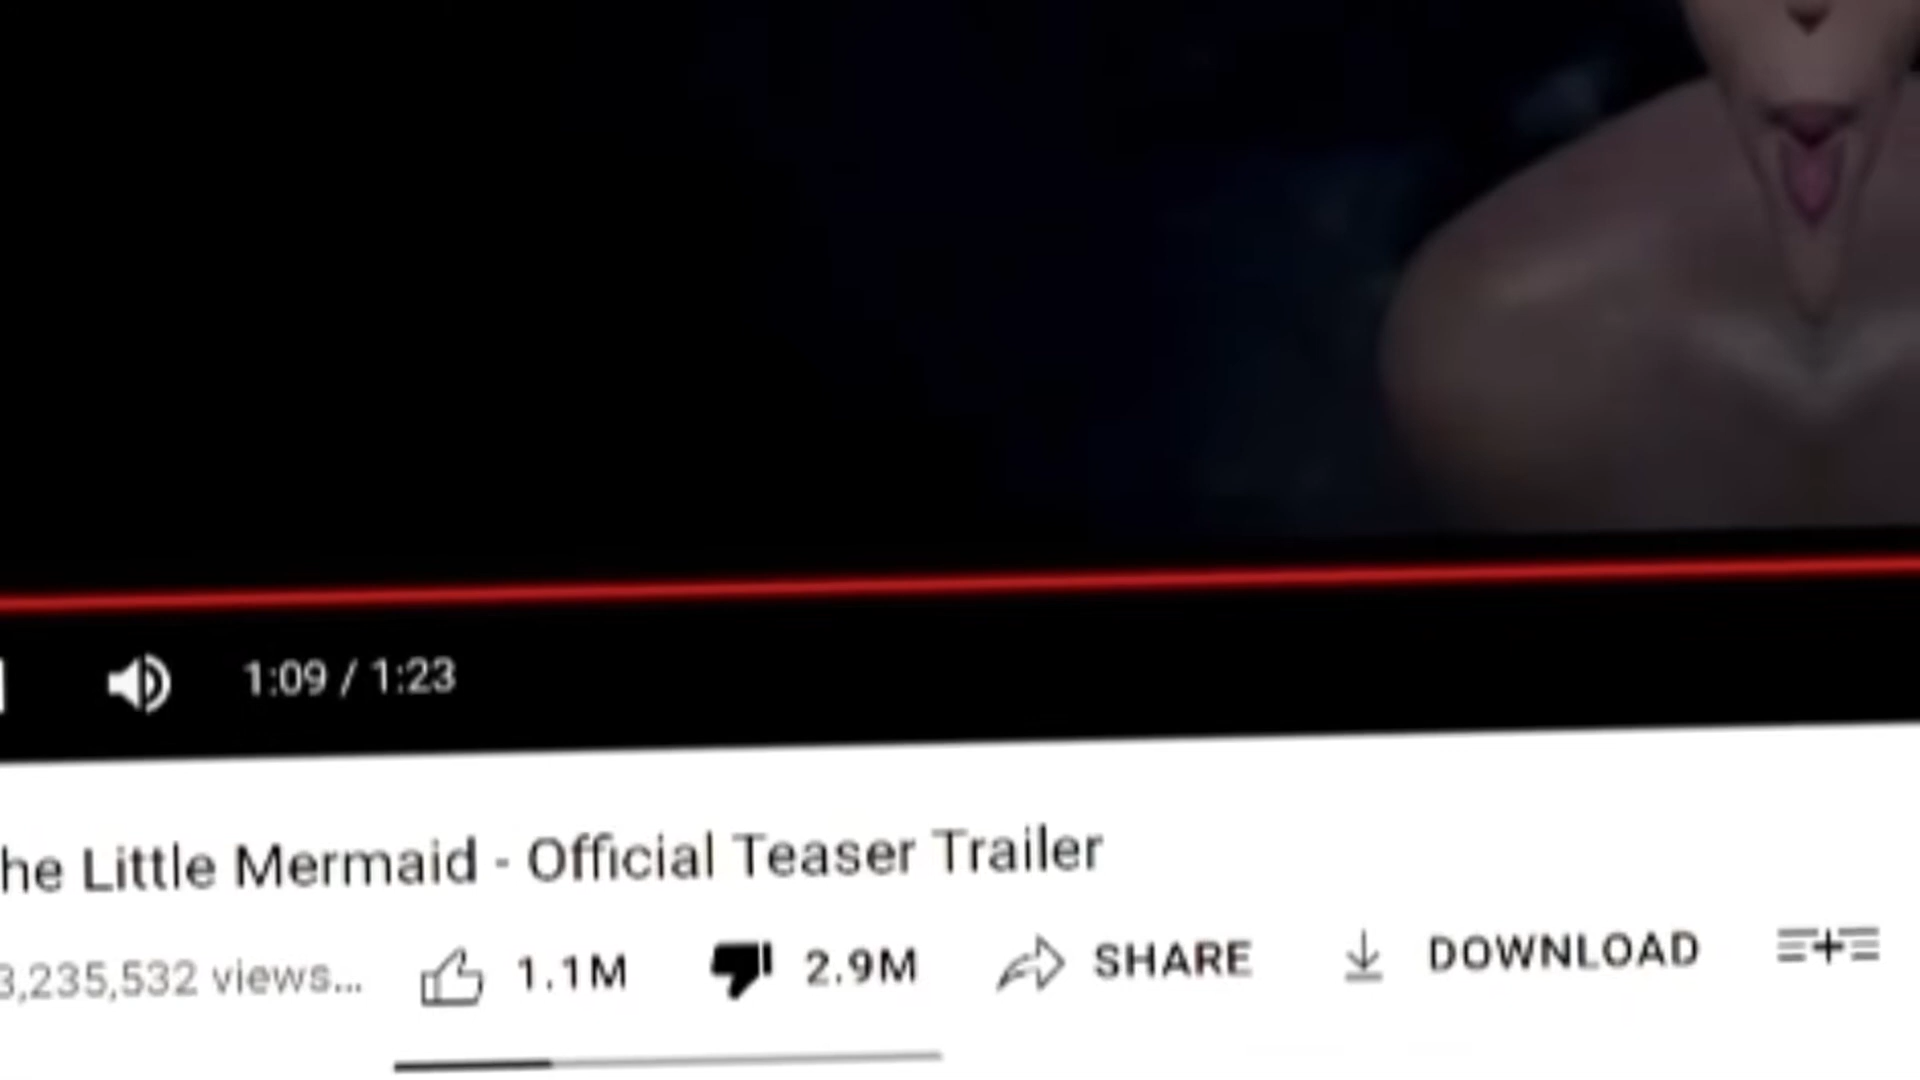 1:09 / 1:23
he Little Mermaid - Official Teaser Trailer
3,235,532 views... 1.1M 2.9M SHARE DOWNLOAD